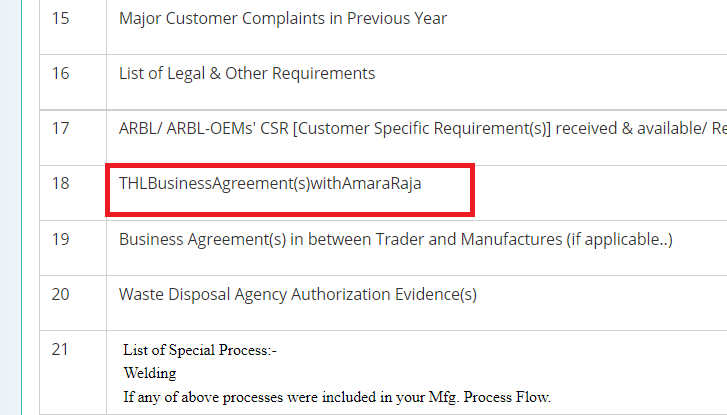 15 Major Customer Complaints in Previous Year
16 List of Legal & Other Requirements
17 ARBL/ ARBL-OEMs' CSR [Customer Specific Requirement(s)] received & available/
18 THLBusinessAgreement(s)withAmaraRaja
19 Business Agreement(s) in between Trader and Manufactures (if applicable..)
20 Waste Disposal Agency Authorization Evidence(s)
21 List of Special Process:-
Welding
If any of above processes were included in your Mfg. Process Flow.